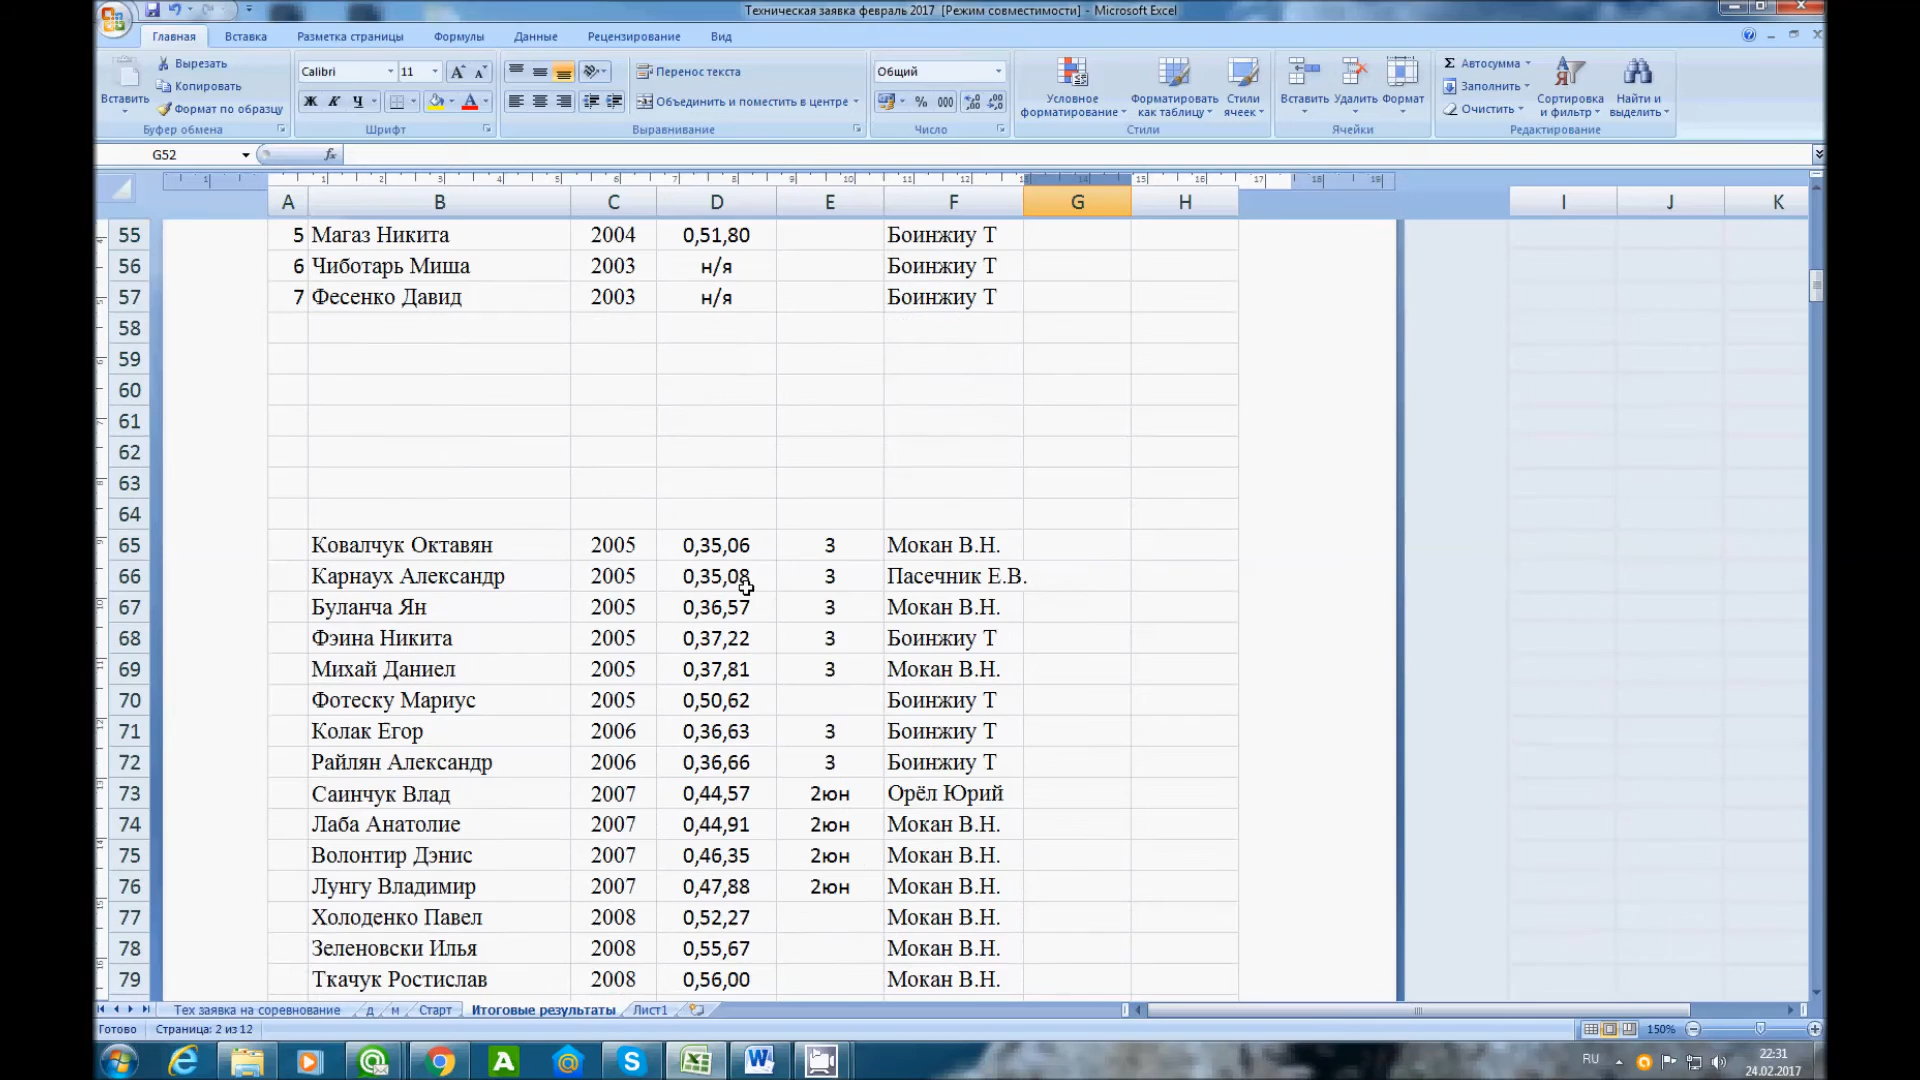 Техническая заявка февраль 2017 [Режим совместимости] - Microsoft Excel
Главная Вставка Разметка страницы Формулы Данные Рецензирование Вид
Вставить Вырезать Копировать Формат по образцу Буфер обмена
Calibri 11 Ж К Ч Шрифт
Перенос текста Объединить и поместить в центре Выравнивание
Общий % 000 Число
Условное форматирование Форматировать как таблицу Стили ячеек Стили
Вставить Удалить Формат Ячейки
Σ Автосумма Заполнить Очистить Сортировка и фильтр Найти и выделить Редактирование
G52 fx
A B C D E F G H I J K
55 5 Магаз Никита 2004 0,51,80 Боинжиу Т
56 6 Чиботарь Миша 2003 н/я Боинжиу Т
57 7 Фесенко Давид 2003 н/я Боинжиу Т
58
59
60
61
62
63
64
65 Ковалчук Октавян 2005 0,35,06 3 Мокан В.Н.
66 Карнаух Александр 2005 0,35,08 3 Пасечник Е.В.
67 Буланча Ян 2005 0,36,57 3 Мокан В.Н.
68 Фэина Никита 2005 0,37,22 3 Боинжиу Т
69 Михай Даниел 2005 0,37,81 3 Мокан В.Н.
70 Фотеску Мариус 2005 0,50,62 Боинжиу Т
71 Колак Егор 2006 0,36,63 3 Боинжиу Т
72 Райлян Александр 2006 0,36,66 3 Боинжиу Т
73 Саинчук Влад 2007 0,44,57 2юн Орёл Юрий
74 Лаба Анатолие 2007 0,44,91 2юн Мокан В.Н.
75 Волонтир Дэнис 2007 0,46,35 2юн Мокан В.Н.
76 Лунгу Владимир 2007 0,47,88 2юн Мокан В.Н.
77 Холоденко Павел 2008 0,52,27 Мокан В.Н.
78 Зеленовски Илья 2008 0,55,67 Мокан В.Н.
79 Ткачук Ростислав 2008 0,56,00 Мокан В.Н.
Тех заявка на соревнование д м Старт Итоговые результаты Лист1
Готово Страница: 2 из 12 150%
RU 22:31
24.02.2017